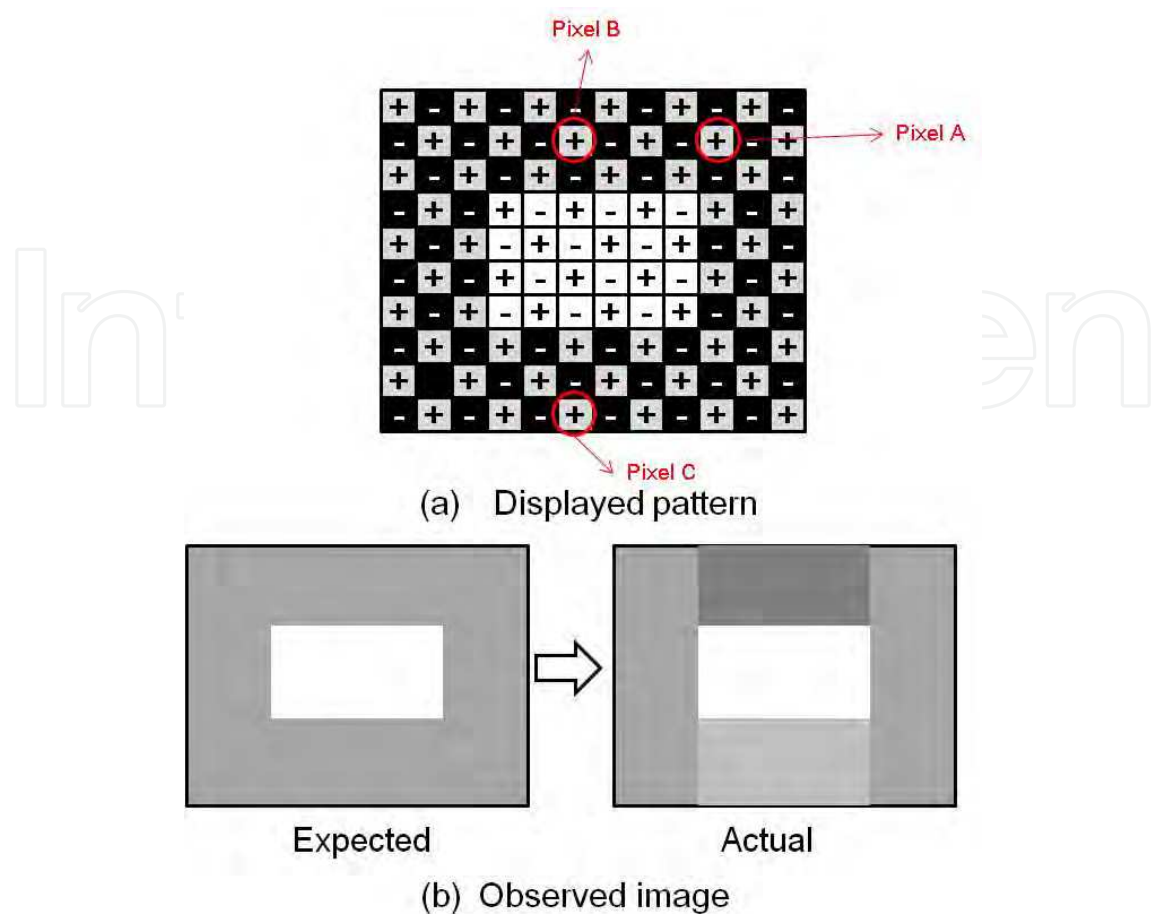 Pixel B
+ - + - + - + - + - + -
- + - + - + - + - + - +
Pixel A
+ - + - + - + - + - + -
- + - + - + - + - + - +
+ - + - + - + - + - + -
- + - + - + - + - + - +
+ - + - + - + - + - + -
- + - + - + - + - + - +
+ + - + - + - + - + -
- + - + - + - + - + - +
Pixel C
(a) Displayed pattern
Expected
Actual
(b) Observed image